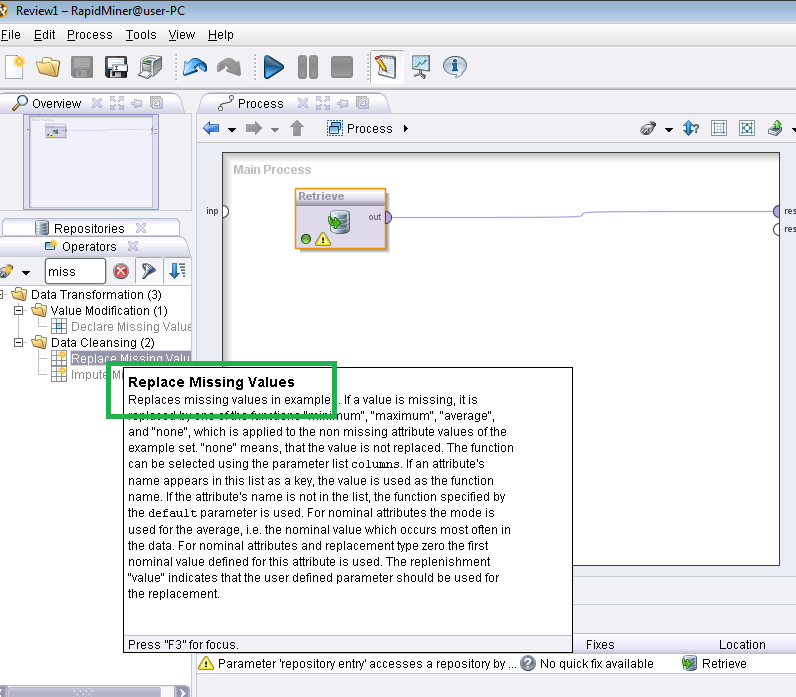 Review1 – RapidMiner@user-PC
File Edit Process Tools View Help
Overview
Process
Process
Main Process
Retrieve
inp
out
res
res
Repositories
Operators
miss
Data Transformation (3)
Value Modification (1)
Declare Missing Value
Data Cleansing (2)
Replace Missing Valu
Impute Mi
Replace Missing Values
Replaces missing values in example . If a value is missing, it is
replaced by one of the functions "minimum", "maximum", "average",
and "none", which is applied to the non missing attribute values of the
example set. "none" means, that the value is not replaced. The function
can be selected using the parameter list columns. If an attribute's
name appears in this list as a key, the value is used as the function
name. If the attribute's name is not in the list, the function specified by
the default parameter is used. For nominal attributes the mode is
used for the average, i.e. the nominal value which occurs most often in
the data. For nominal attributes and replacement type zero the first
nominal value defined for this attribute is used. The replenishment
"value" indicates that the user defined parameter should be used for
the replacement.
Press "F3" for focus.
Fixes Location
Parameter 'repository entry' accesses a repository by ... No quick fix available Retrieve